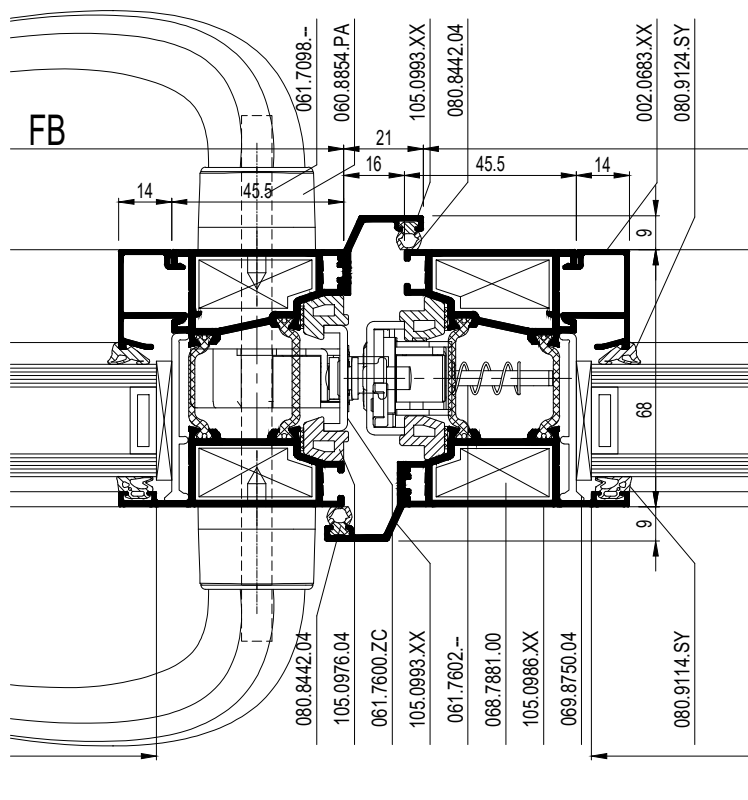 061.7098.--
060.8854.PA
105.0993.XX
080.8442.04
002.0683.XX
080.9124.SY
FB
21
16
45.5
14
14
45.5
9
68
9
080.8442.04
105.0976.04
061.7600.ZC
105.0993.XX
061.7602.--
068.7881.00
105.0986.XX
069.8750.04
080.9114.SY